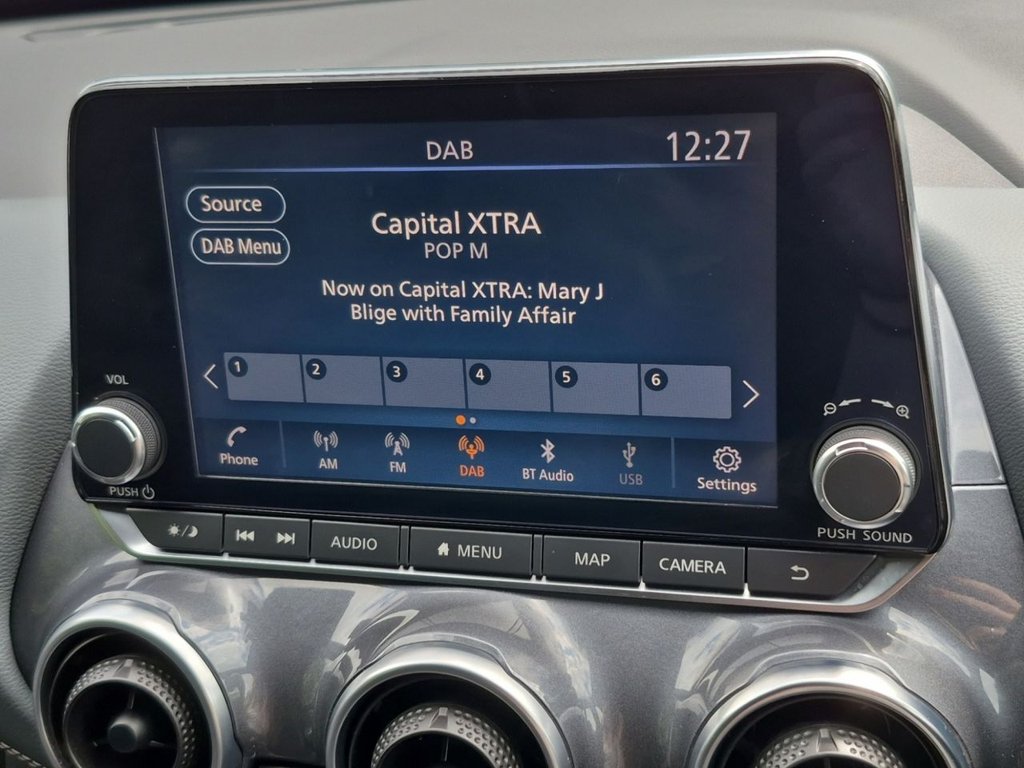 DAB
12:27
Source
DAB Menu
Capital XTRA
POP M
Now on Capital XTRA: Mary J
Blige with Family Affair
1 2 3 4 5 6
Phone AM FM DAB BT Audio USB Settings
VOL
PUSH
PUSH SOUND
AUDIO MENU MAP CAMERA